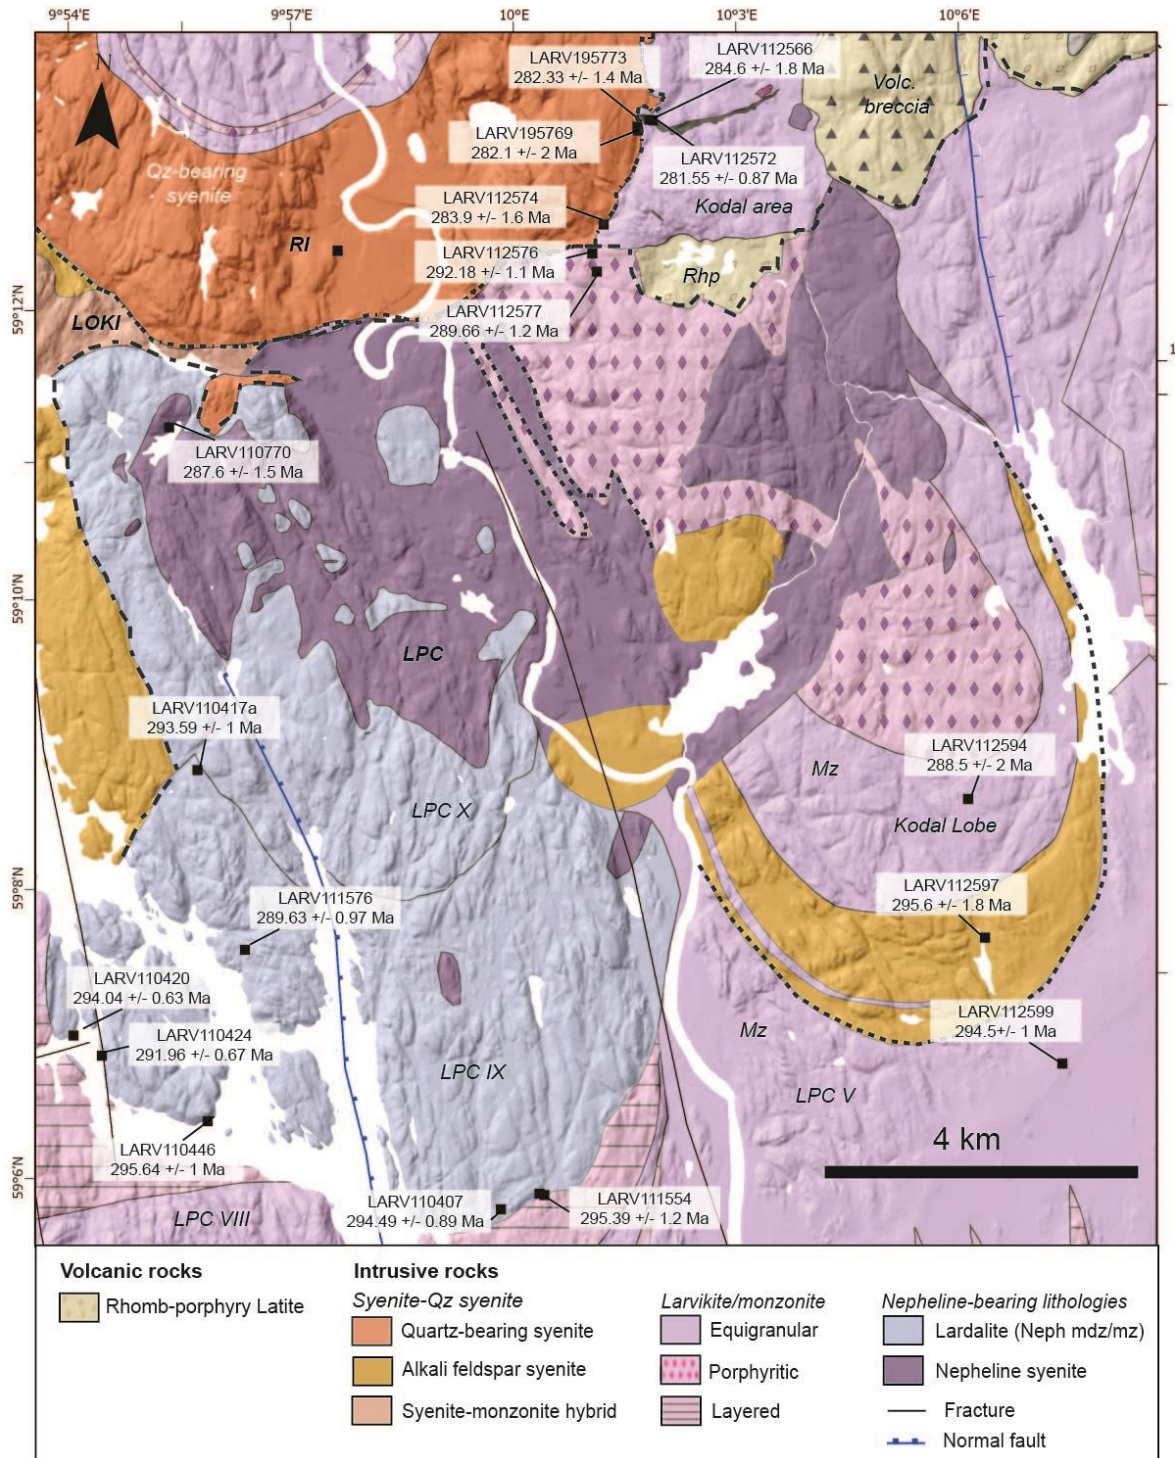 9°54'E
9°57'E
10°E
10°3'E
10°6'E
N
LARV195773
282.33 +/- 1.4 Ma
LARV112566
284.6 +/- 1.8 Ma
Volc.
breccia
LARV195769
282.1 +/- 2 Ma
LARV112572
281.55 +/- 0.87 Ma
Qz-bearing
syenite
LARV112574
283.9 +/- 1.6 Ma
Kodal area
RI
LARV112576
292.18 +/- 1.1 Ma
Rhp
59°12'N
LOKI
LARV112577
289.66 +/- 1.2 Ma
1
LARV110770
287.6 +/- 1.5 Ma
59°10'N
LPC
LARV110417a
293.59 +/- 1 Ma
LARV112594
288.5 +/- 2 Ma
Mz
LPC X
Kodal Lobe
59°8'N
LARV111576
289.63 +/- 0.97 Ma
LARV112597
295.6 +/- 1.8 Ma
LARV110420
294.04 +/- 0.63 Ma
LARV112599
294.5+/- 1 Ma
LARV110424
291.96 +/- 0.67 Ma
Mz
LPC IX
LPC V
4 km
LARV110446
295.64 +/- 1 Ma
59°6'N
LPC VIII
LARV110407
294.49 +/- 0.89 Ma
LARV111554
295.39 +/- 1.2 Ma
Volcanic rocks
Rhomb-porphyry Latite
Intrusive rocks
Syenite-Qz syenite
Quartz-bearing syenite
Alkali feldspar syenite
Syenite-monzonite hybrid
Larvikite/monzonite
Equigranular
Porphyritic
Layered
Nepheline-bearing lithologies
Lardalite (Neph mdz/mz)
Nepheline syenite
Fracture
Normal fault